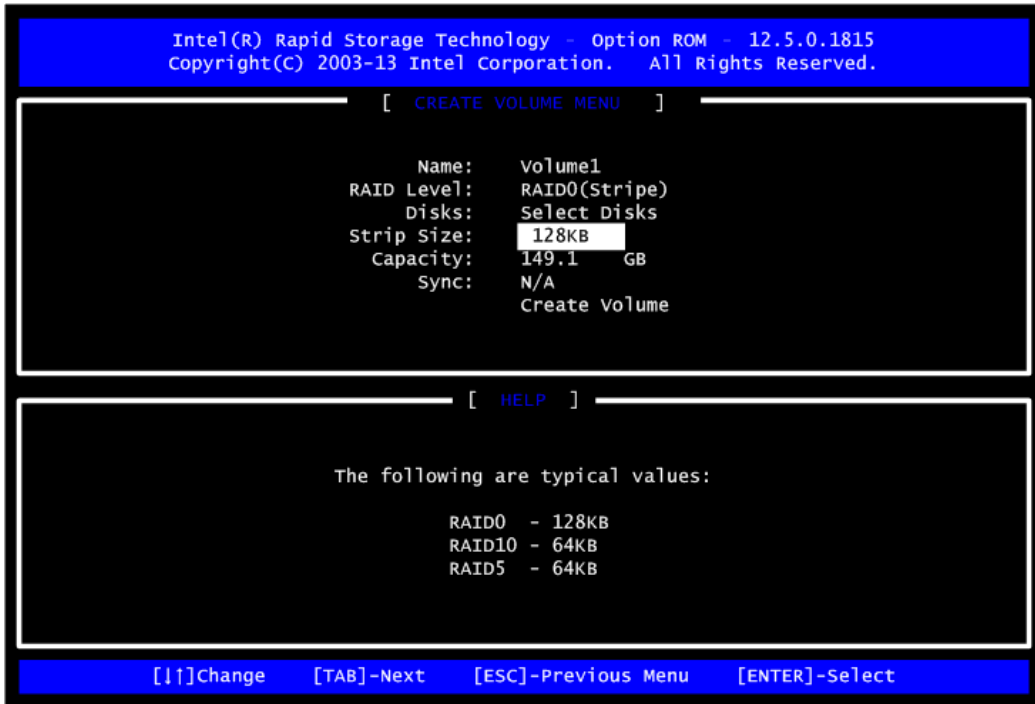 Intel(R) Rapid Storage Technology - Option ROM - 12.5.0.1815
Copyright(C) 2003-13 Intel Corporation. All Rights Reserved.
[ CREATE VOLUME MENU ]
Name: Volume1
RAID Level: RAID0(Stripe)
Disks: Select Disks
Strip Size: 128KB
Capacity: 149.1 GB
Sync: N/A
Create Volume
[ HELP ]
The following are typical values:
RAID0 - 128KB
RAID10 - 64KB
RAID5 - 64KB
[↓↑]Change [TAB]-Next [ESC]-Previous Menu [ENTER]-Select